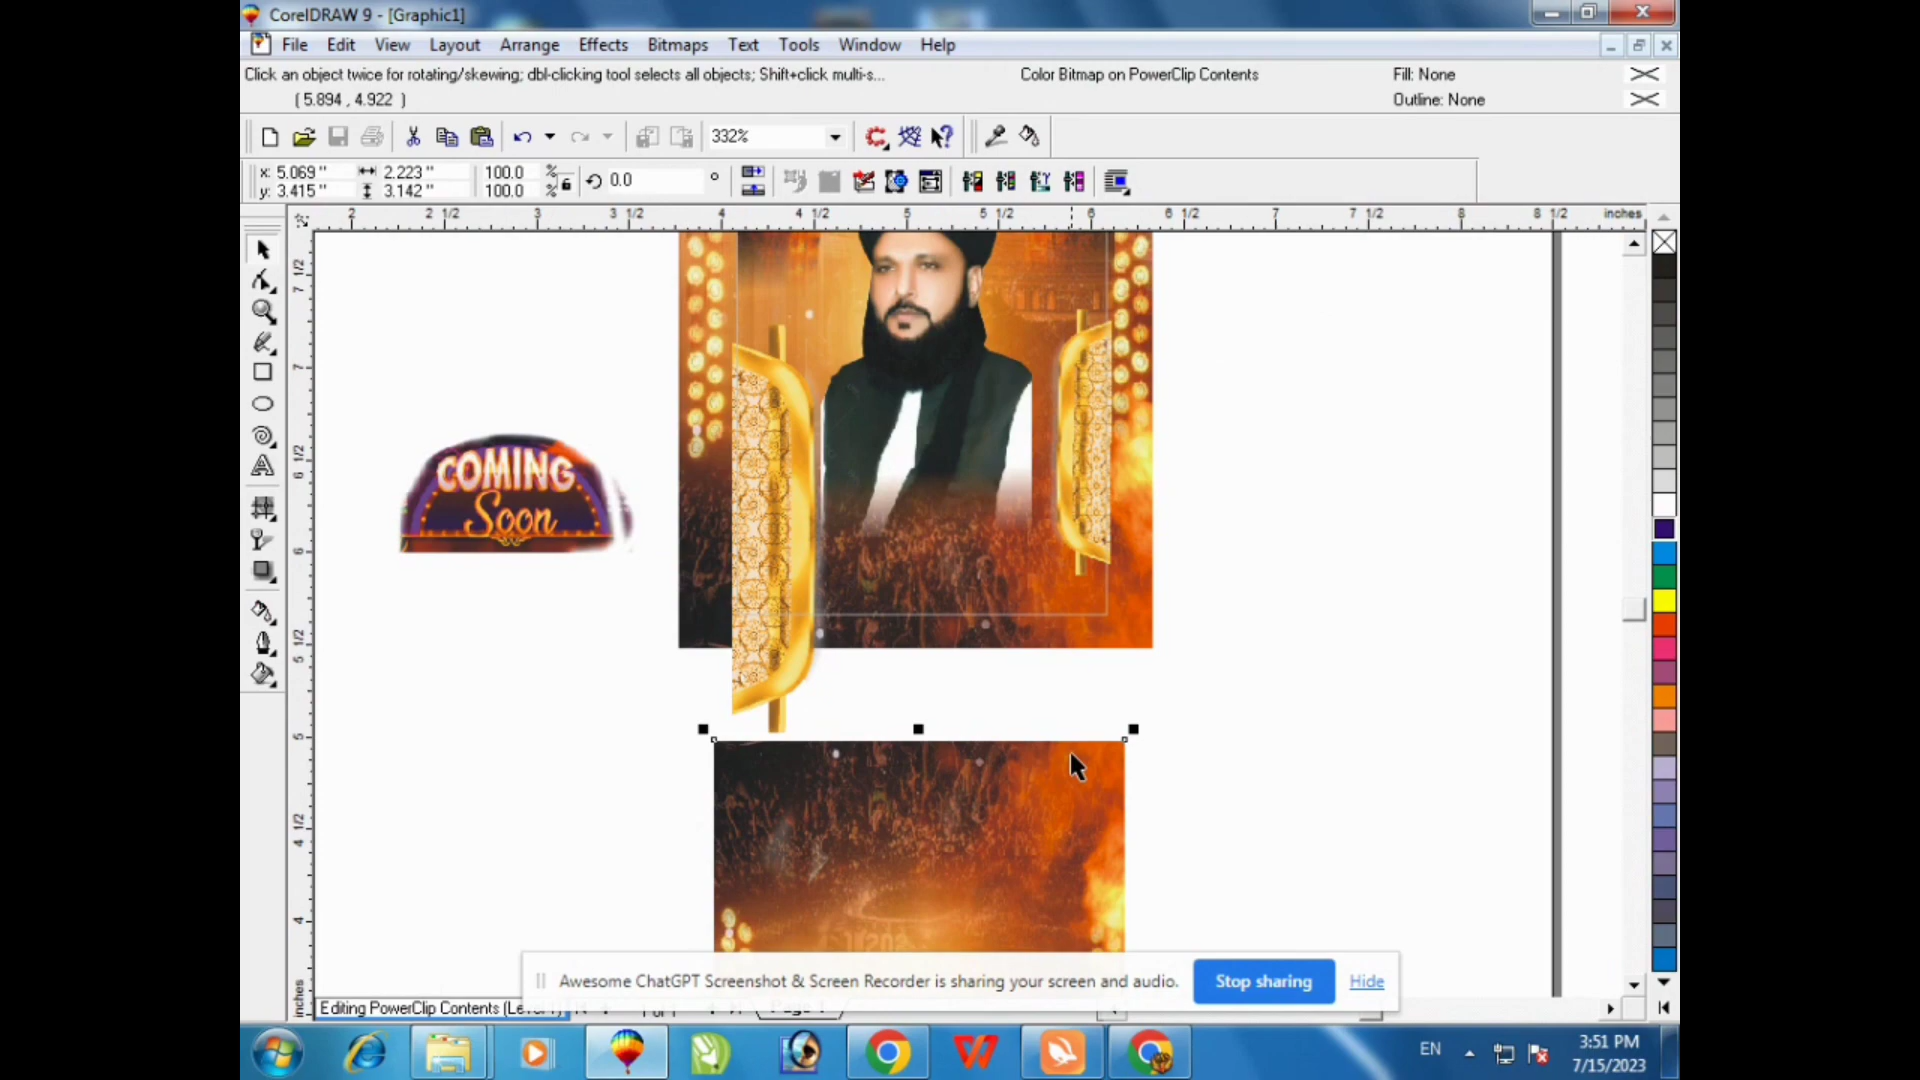 CorelDRAW 9 - [Graphic1]
File Edit View Layout Arrange Effects Bitmaps Text Tools Window Help
Click an object twice for rotating/skewing; dbl-clicking tool selects all objects; Shift+click multi-s...
Color Bitmap on PowerClip Contents
Fill: None
( 5.894 , 4.922 )
Outline: None
332%
x: 5.069 " 2.223 " 100.0 %
y: 3.415 " 3.142 " 100.0 %
0.0 °
2 2 1/2 3 3 1/2 4 4 1/2 5 5 1/2 6 6 1/2 7 7 1/2 8 8 1/2 inches
7 1/2
7
6 1/2
6
5 1/2
5
4 1/2
4
inches
COMING
Soon
Awesome ChatGPT Screenshot & Screen Recorder is sharing your screen and audio.
Stop sharing
Hide
Editing PowerClip Contents
EN
3:51 PM
7/15/2023